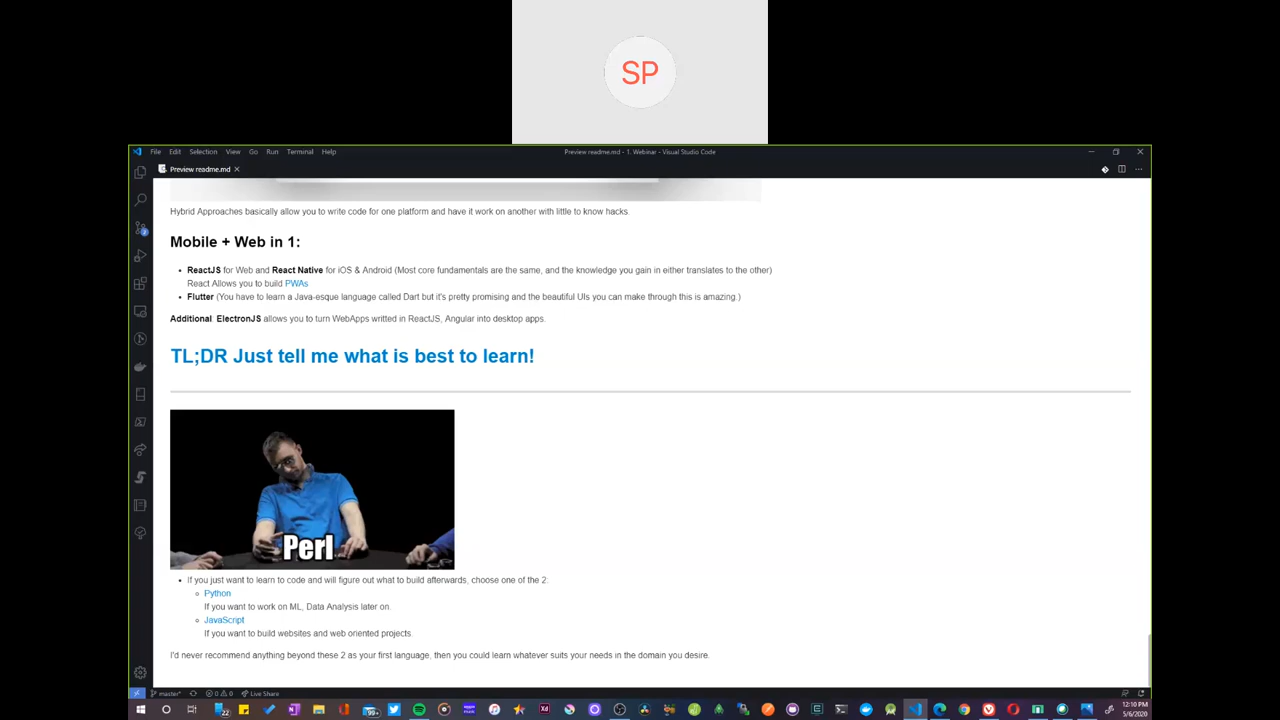 SP
File Edit Selection View Go Run Terminal Help
Preview readme.md - 1. Webinar - Visual Studio Code
Preview readme.md
Hybrid Approaches basically allow you to write code for one platform and have it work on another with little to know hacks.
Mobile + Web in 1:
ReactJS for Web and React Native for iOS & Android (Most core fundamentals are the same, and the knowledge you gain in either translates to the other)
React Allows you to build PWAs
Flutter (You have to learn a Java-esque language called Dart but it's pretty promising and the beautiful UIs you can make through this is amazing.)
Additional ElectronJS allows you to turn WebApps writted in ReactJS, Angular into desktop apps.
TL;DR Just tell me what is best to learn!
Perl
If you just want to learn to code and will figure out what to build afterwards, choose one of the 2:
Python
If you want to work on ML, Data Analysis later on.
JavaScript
If you want to build websites and web oriented projects.
I'd never recommend anything beyond these 2 as your first language, then you could learn whatever suits your needs in the domain you desire.
master* 0 0 Live Share
22 99+ Xd
12:10 PM
5/6/2020